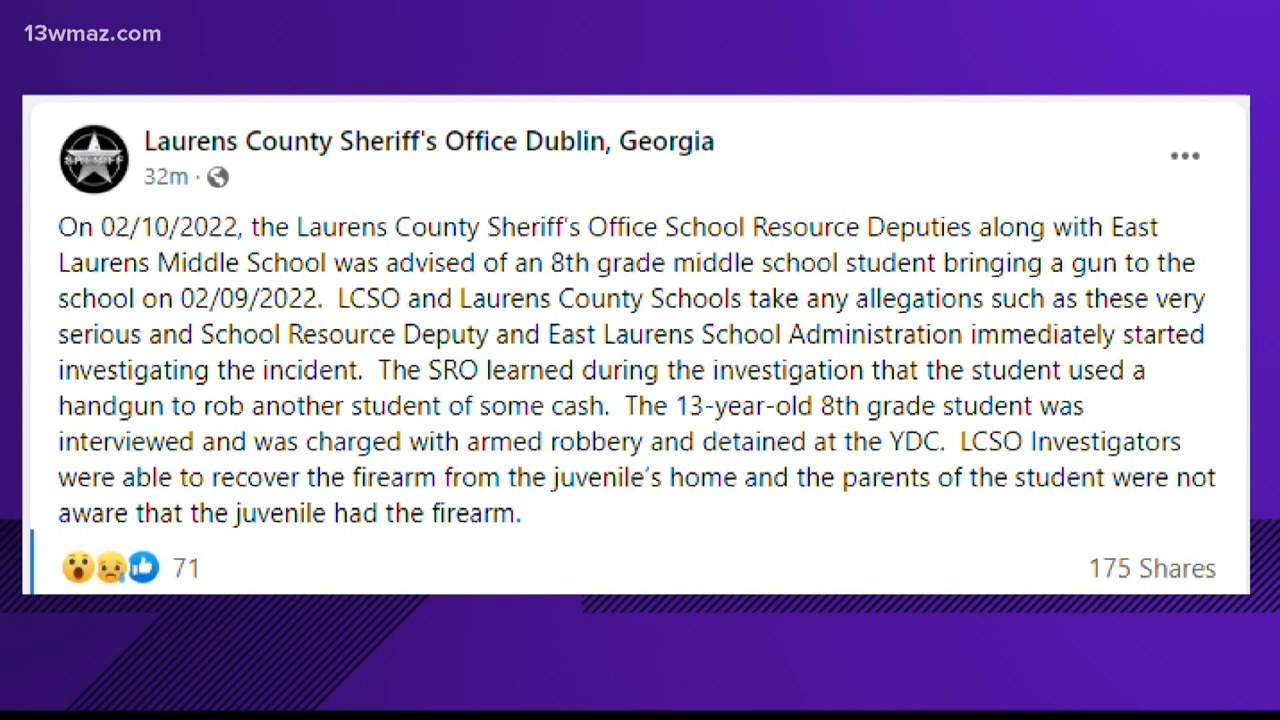 13wmaz.com
Laurens County Sheriff's Office Dublin, Georgia
32m ·
On 02/10/2022, the Laurens County Sheriff's Office School Resource Deputies along with East
Laurens Middle School was advised of an 8th grade middle school student bringing a gun to the
school on 02/09/2022.  LCSO and Laurens County Schools take any allegations such as these very
serious and School Resource Deputy and East Laurens School Administration immediately started
investigating the incident.  The SRO learned during the investigation that the student used a
handgun to rob another student of some cash.  The 13-year-old 8th grade student was
interviewed and was charged with armed robbery and detained at the YDC.  LCSO Investigators
were able to recover the firearm from the juvenile's home and the parents of the student were not
aware that the juvenile had the firearm.
71
175 Shares